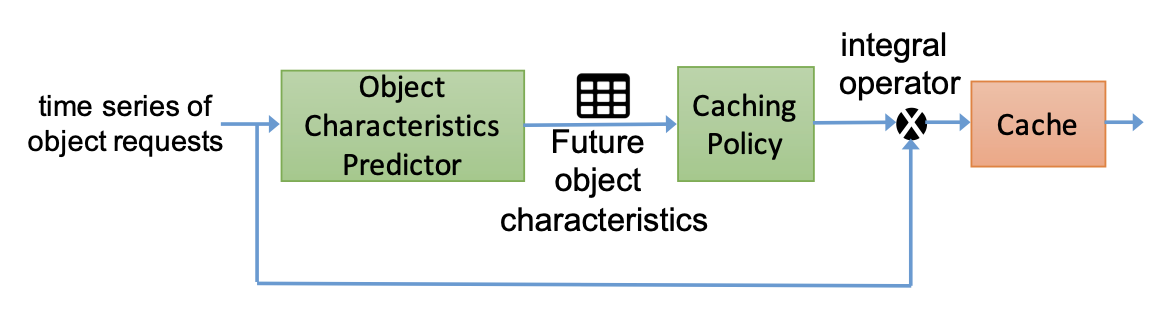 time series of
object requests
Object
Characteristics
Predictor
Future
object
characteristics
Caching
Policy
integral
operator
Cache